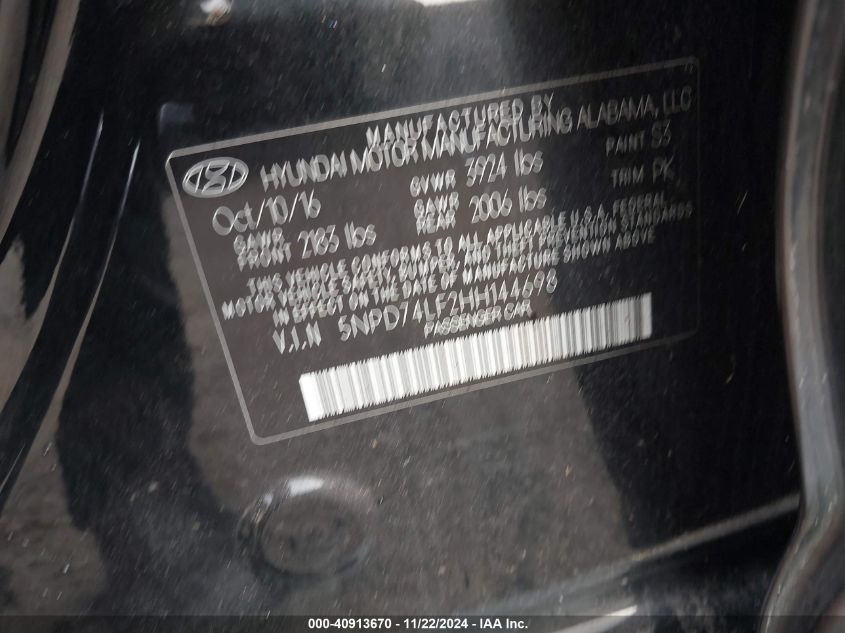 MANUFACTURED BY
HYUNDAI MOTOR MANUFACTURING ALABAMA, LLC
Oct/10/16 GVWR 3924 lbs PAINT S3
GAWR FRONT 2183 lbs GAWR REAR 2006 lbs TRIM PK
THIS VEHICLE CONFORMS TO ALL APPLICABLE U.S.A. FEDERAL
MOTOR VEHICLE SAFETY, BUMPER, AND THEFT PREVENTION STANDARDS
IN EFFECT ON THE DATE OF MANUFACTURE SHOWN ABOVE
V.I.N 5NPD74LF2HH144698
PASSENGER CAR
000-40913670 - 11/22/2024 - IAA Inc.